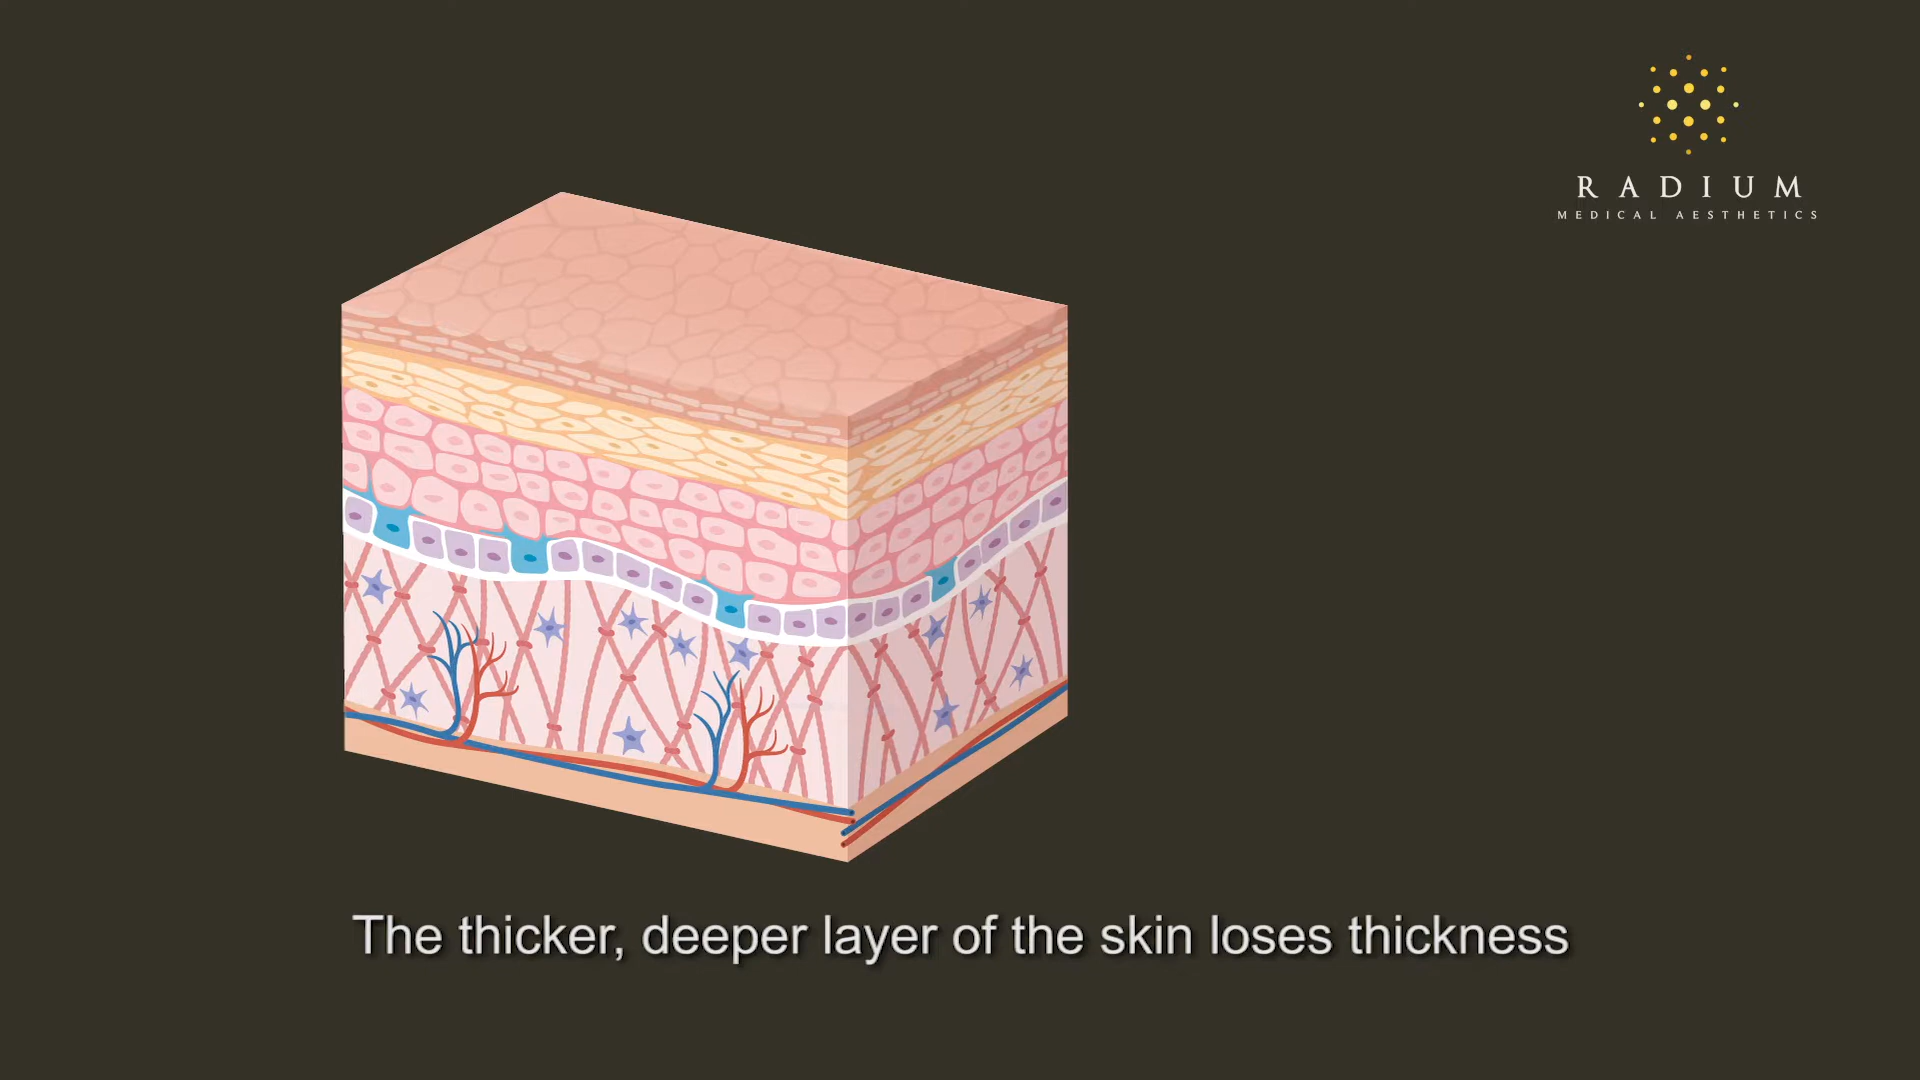 RADIUM
MEDICAL AESTHETICS
The thicker, deeper layer of the skin loses thickness